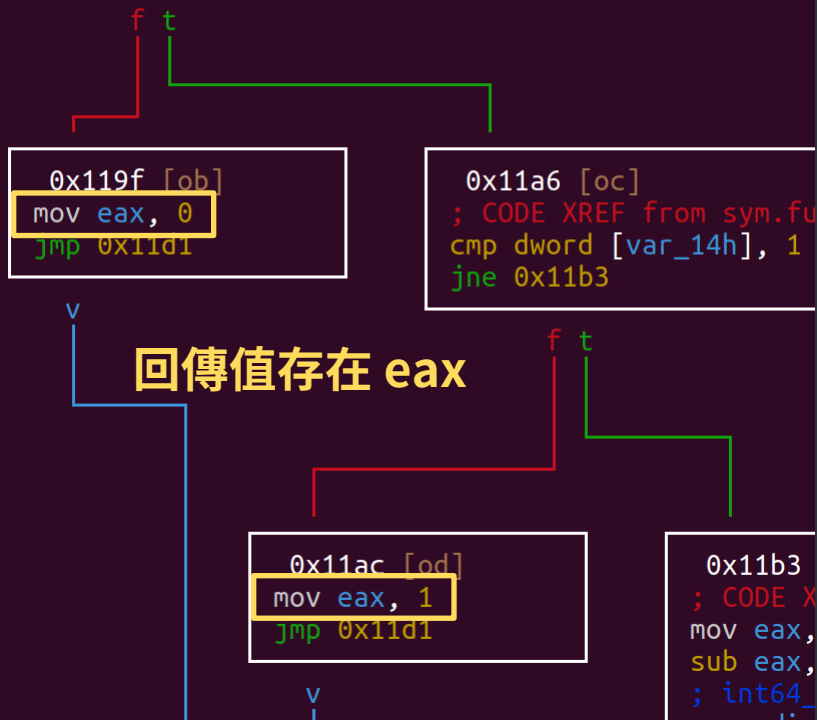 f t
0x119f [ob]
mov eax, 0
jmp 0x11d1
v
0x11a6 [oc]
; CODE XREF from sym.fu
cmp dword [var_14h], 1
jne 0x11b3
回傳值存在 eax
f t
0x11ac [od]
mov eax, 1
jmp 0x11d1
v
0x11b3
; CODE X
mov eax,
sub eax,
; int64_